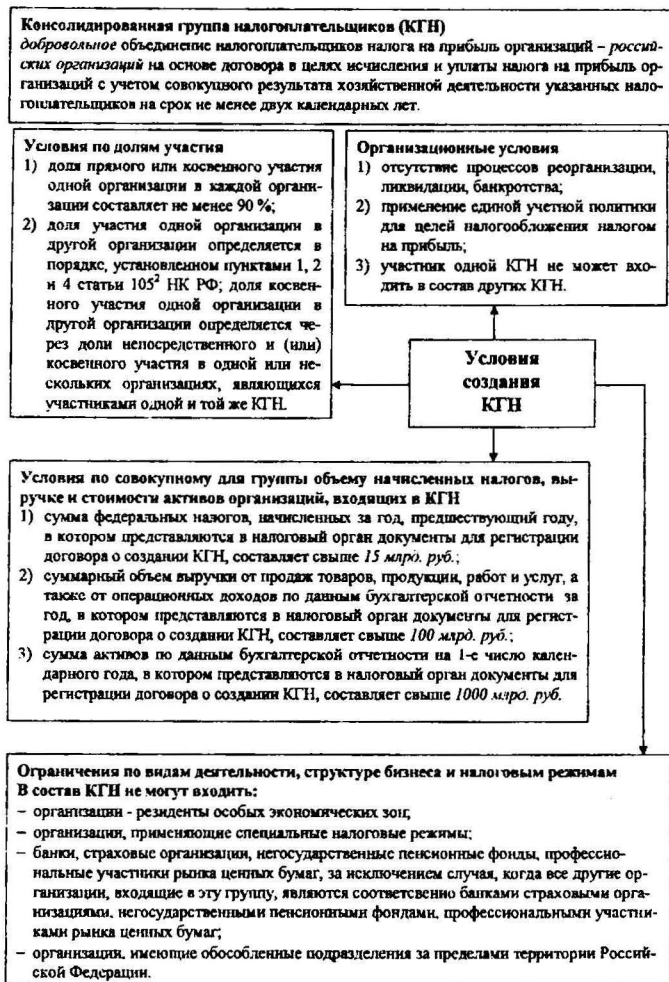 Консолидированная группа налогоплательщиков (КГН)
добровольное объединение налогоплательщиков налога на прибыль организаций – россий-
ских организаций на основе договора в целях исчисления и уплаты налога на прибыль ор-
ганизаций с учетом совокупного результата хозяйственной деятельности указанных нало-
гоплательщиков на срок не менее двух календарных лет.
Условия по долям участия
1) доля прямого или косвенного участия
одной организации в каждой органи-
зации составляет не менее 90 %;
2) доля участия одной организации в
другой организации определяется в
порядке, установленном пунктами 1, 2
и 4 статьи 105² НК РФ; доля косвен-
ного участия одной организации в
другой организации определяется че-
рез доли непосредственного и (или)
косвенного участия в одной или не-
скольких организациях, являющихся
участниками одной и той же КГН.
Организационные условия
1) отсутствие процессов реорганизации,
ликвидации, банкротства;
2) применение единой учетной политики
для целей налогообложения налогом
на прибыль;
3) участник одной КГН не может вхо-
дить в состав других КГН.
Условия
создания
КГН
Условия по совокупному для группы объему начисленных налогов, вы-
ручке и стоимости активов организаций, входящих в КГН
1) сумма федеральных налогов, начисленных за год, предшествующий году,
в котором представляются в налоговый орган документы для регистрации
договора о создании КГН, составляет свыше 15 млрд. руб.;
2) суммарный объем выручки от продаж товаров, продукции, работ и услуг, а
также от операционных доходов по данным бухгалтерской отчетности за
год, в котором представляются в налоговый орган документы для регист-
рации договора о создании КГН, составляет свыше 100 млрд. руб.;
3) сумма активов по данным бухгалтерской отчетности на 1-е число кален-
дарного года, в котором представляются в налоговый орган документы для
регистрации договора о создании КГН, составляет свыше 1000 млрд. руб.
Ограничения по видам деятельности, структуре бизнеса и налоговым режимам
В состав КГН не могут входить:
– организации - резиденты особых экономических зон;
– организации, применяющие специальные налоговые режимы;
– банки, страховые организации, негосударственные пенсионные фонды, профессио-
нальные участники рынка ценных бумаг, за исключением случая, когда все другие ор-
ганизации, входящие в эту группу, являются соответсвенно банками страховыми орга-
низациями, негосударственными пенсионными фондами, профессиональными участни-
ками рынка ценных бумаг;
– организации, имеющие обособленные подразделения за пределами территории Россий-
ской Федерации.